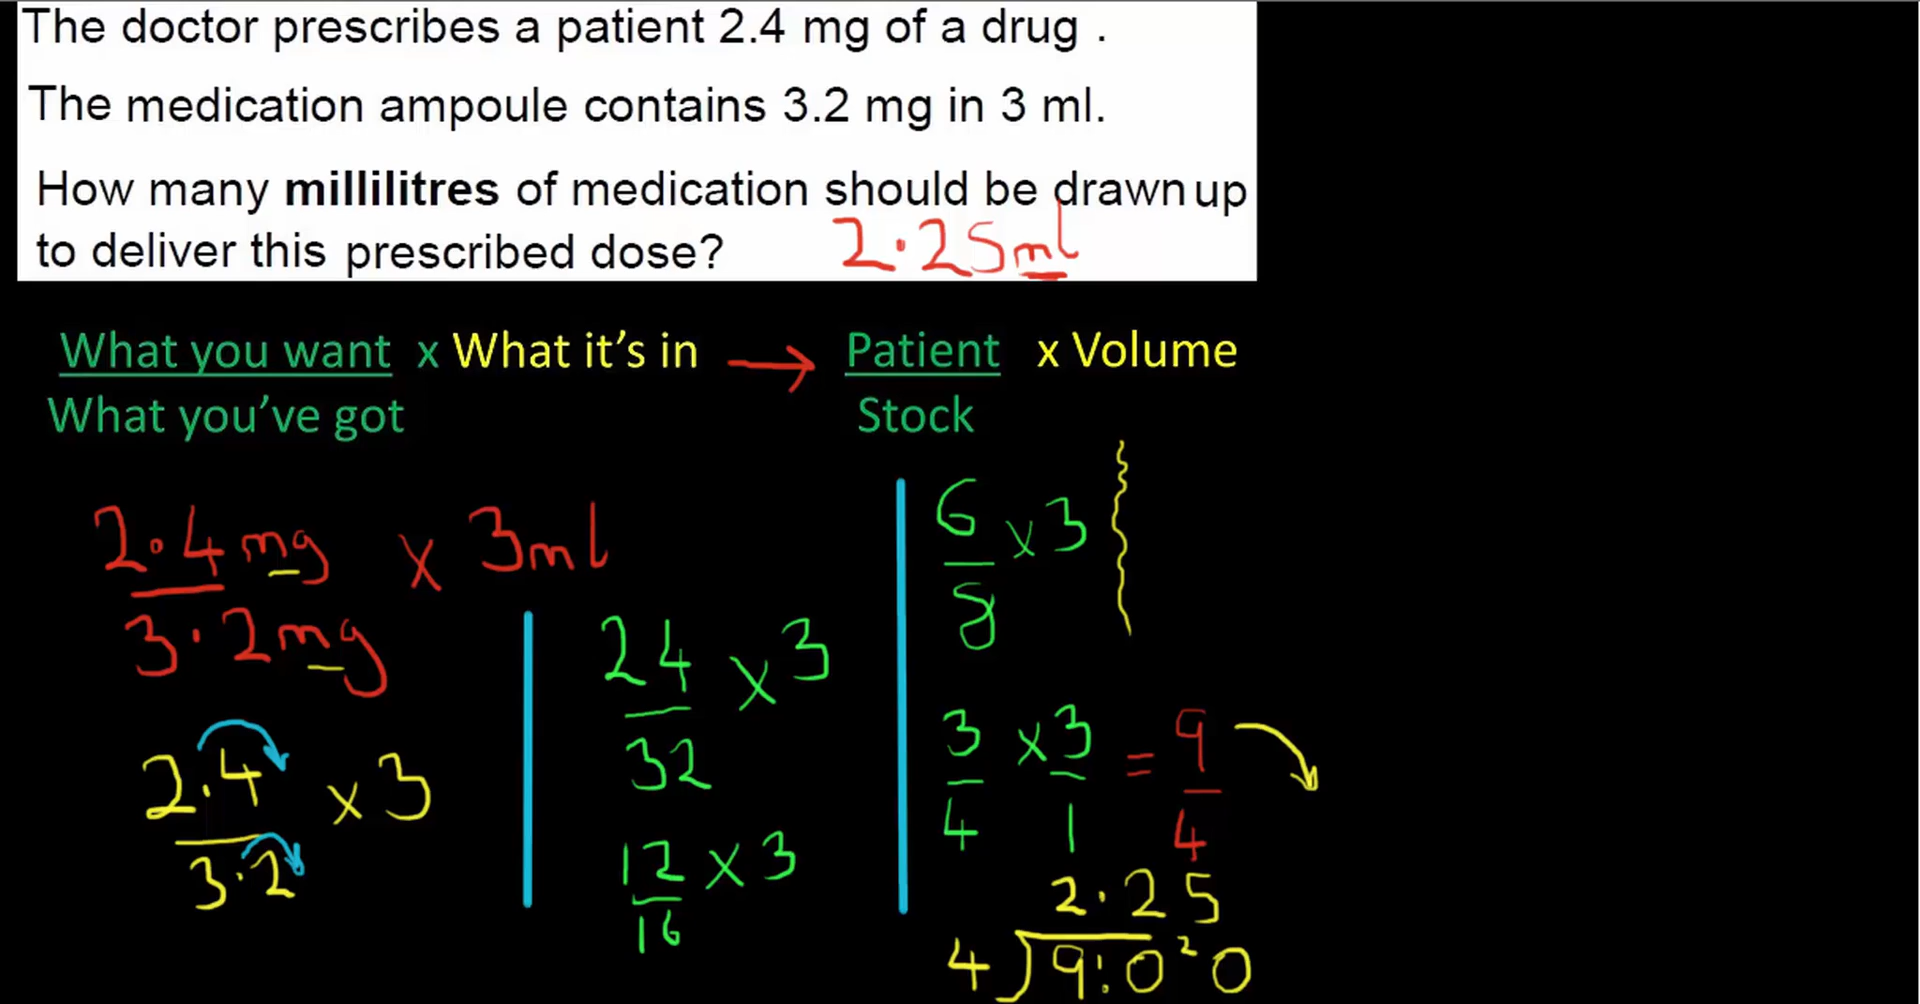 The doctor prescribes a patient 2.4 mg of a drug .
The medication ampoule contains 3.2 mg in 3 ml.
How many millilitres of medication should be drawn up
to deliver this prescribed dose? 2.25ml
What you want x What it's in → Patient x Volume
What you've got Stock
2.4mg x 3ml
3.2mg
2.4 x 3
3.2
24 x 3
32
12 x 3
16
6 x 3
8
3 x 3 = 9
4 1 4
2.25
4 9.0 2 0